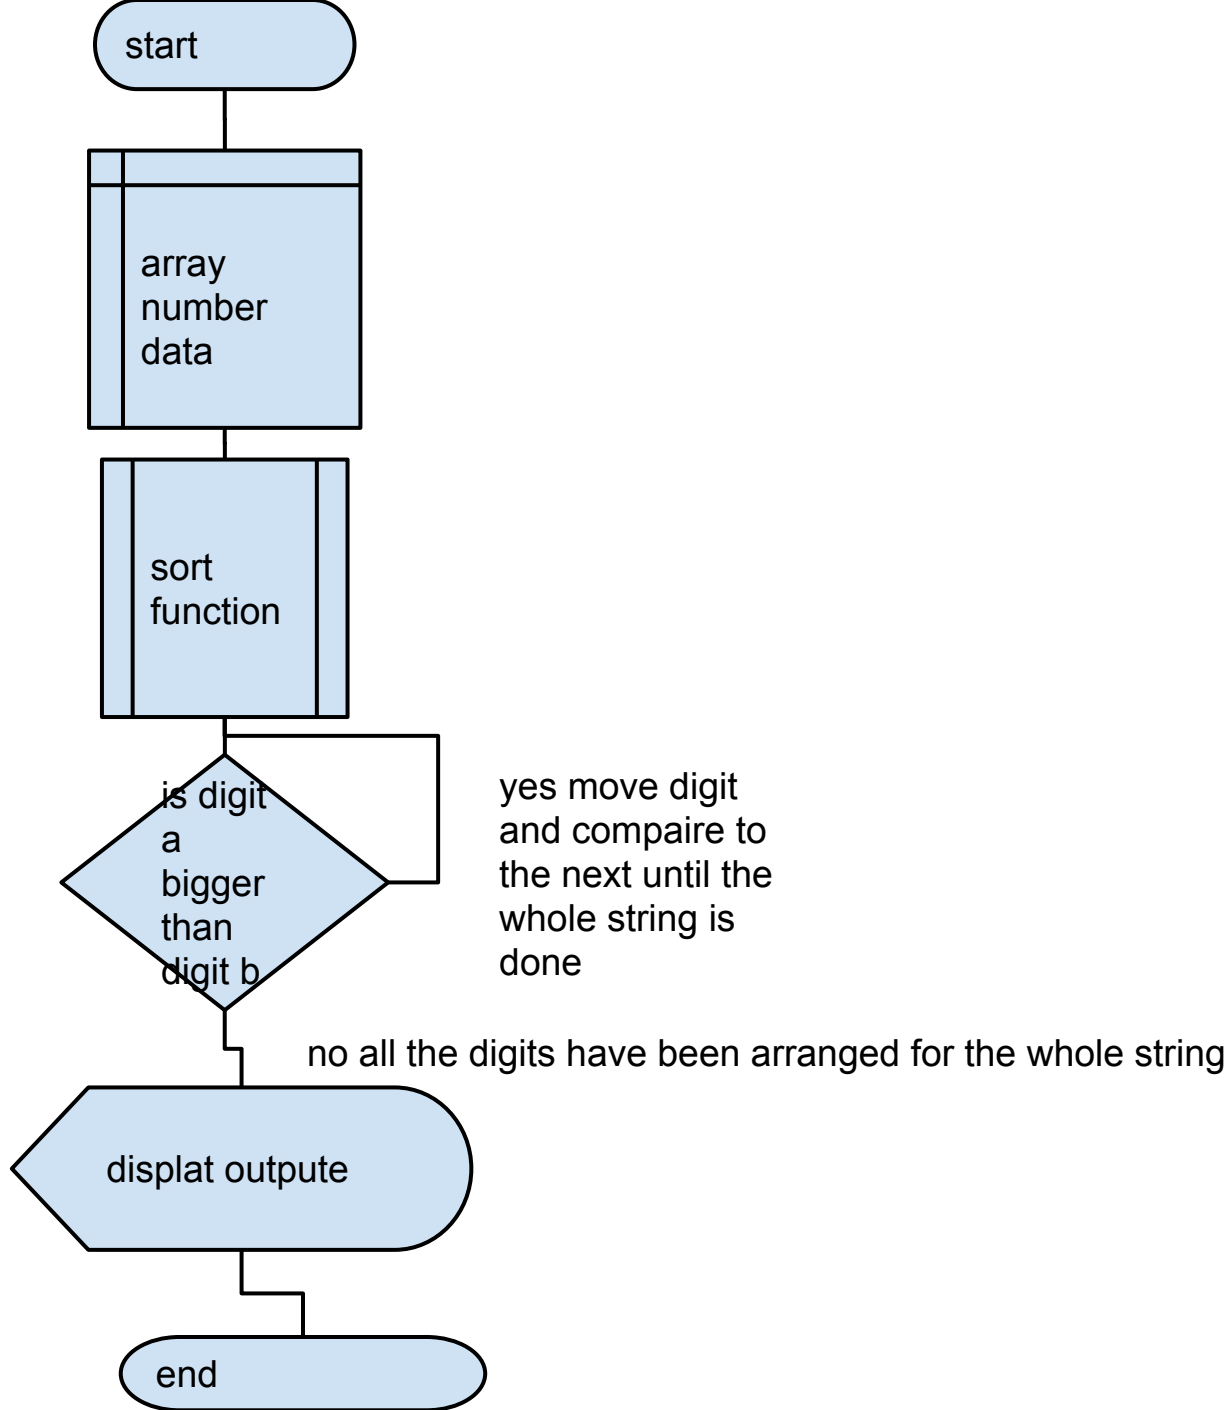 start
array
number
data
sort
function
is digit
a
bigger
than
digit b
yes move digit
and compaire to
the next until the
whole string is
done
no all the digits have been arranged for the whole string
displat outpute
end